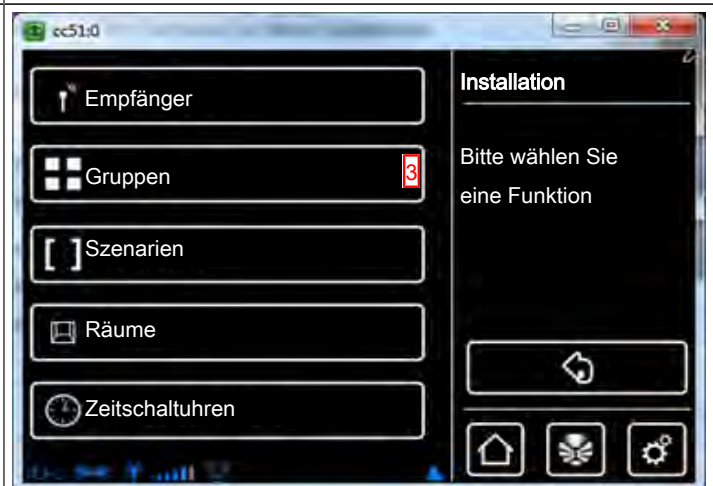 cc51:0
Empfänger
Gruppen 3
Szenarien
Räume
Zeitschaltuhren
Installation
Bitte wählen Sie
eine Funktion